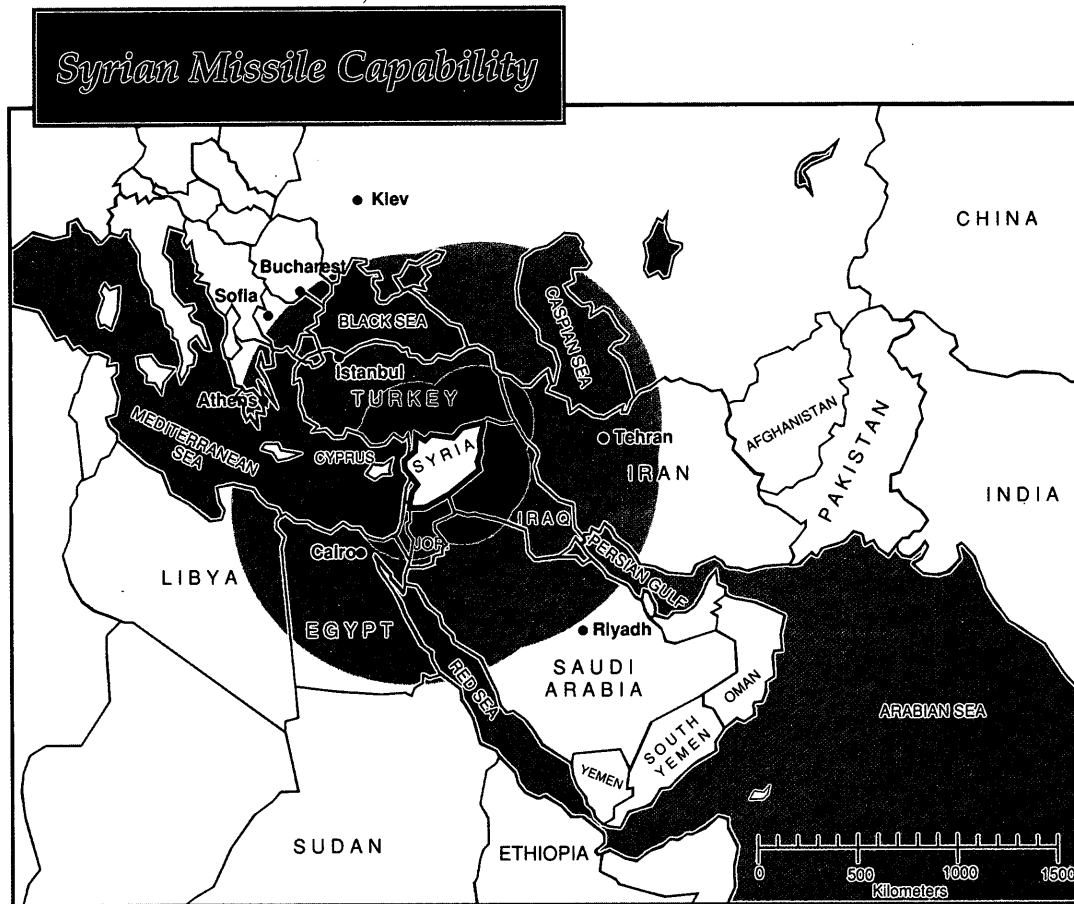 Syrian Missile Capability
Kiev
CHINA
Bucharest
Sofia
BLACK SEA
CASPIAN SEA
Istanbul
TURKEY
Athens
MEDITERRANEAN
SEA
CYPRUS
SYRIA
Tehran
IRAN
AFGHANISTAN
PAKISTAN
INDIA
IRAQ
JOR.
Cairo
PERSIAN GULF
LIBYA
EGYPT
Riyadh
RED SEA
SAUDI
ARABIA
OMAN
ARABIAN SEA
SOUTH
YEMEN
YEMEN
SUDAN
ETHIOPIA
0 500 1000 1500
Kilometers